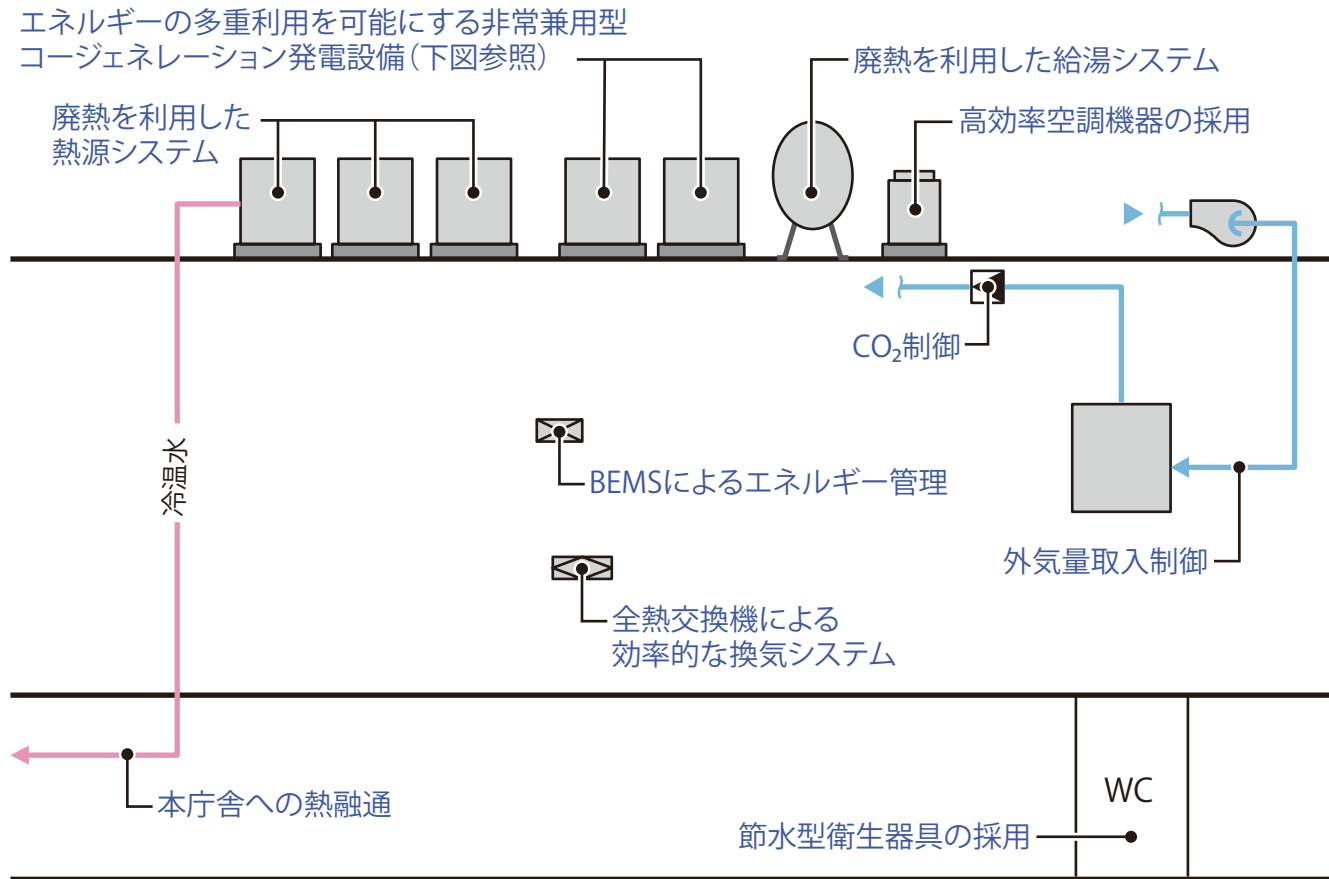 エネルギーの多重利用を可能にする非常兼用型
コージェネレーション発電設備（下図参照）
廃熱を利用した給湯システム
廃熱を利用した
熱源システム
高効率空調機器の採用
CO₂制御
冷温水
BEMSによるエネルギー管理
外気量取入制御
全熱交換機による
効率的な換気システム
本庁舎への熱融通
WC
節水型衛生器具の採用